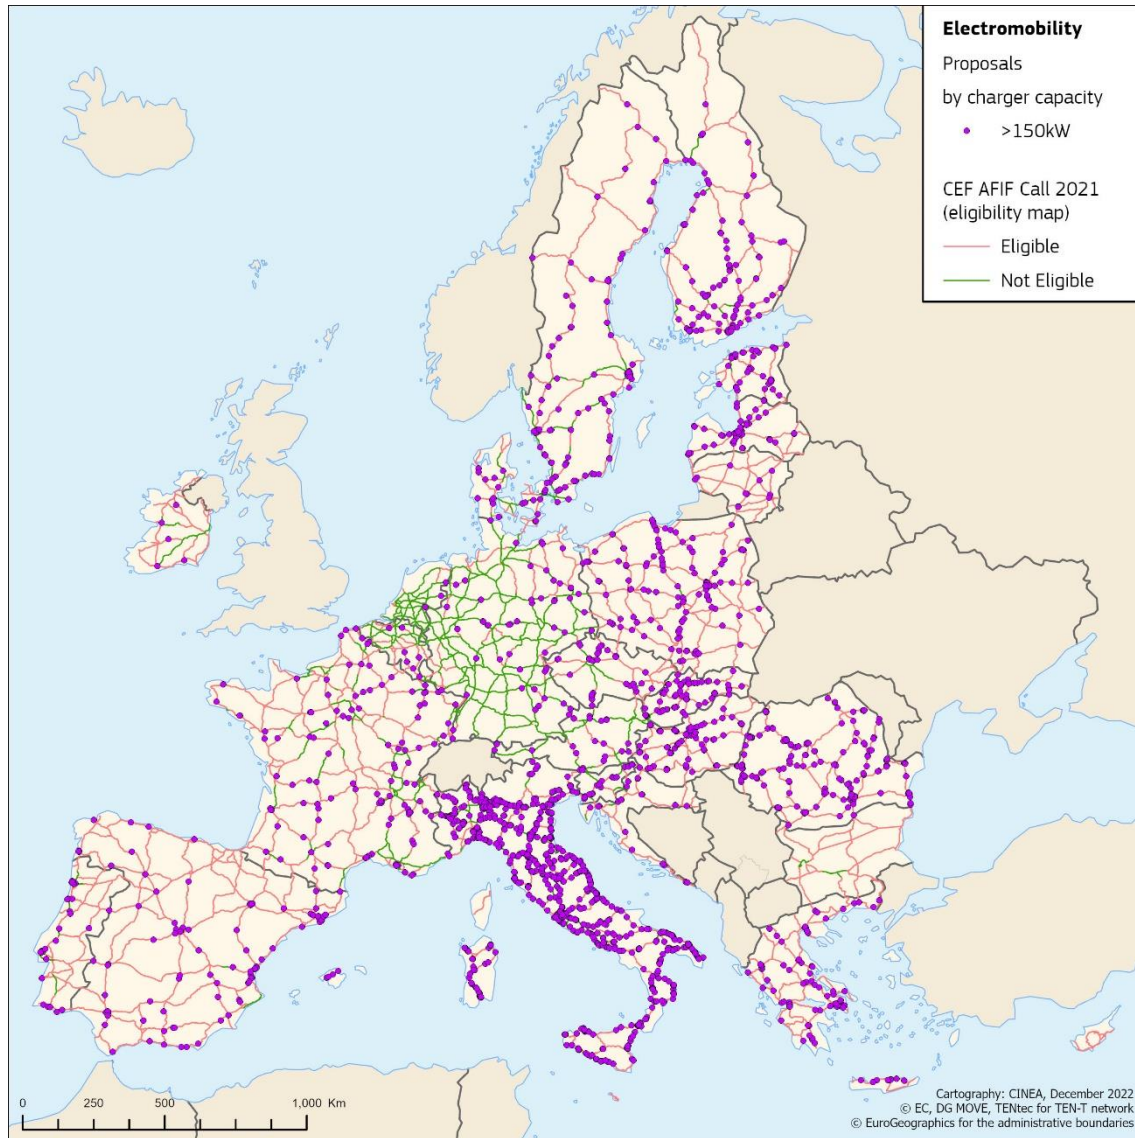 Electromobility
Proposals
by charger capacity
>150kW
CEF AFIF Call 2021
(eligibility map)
Eligible
Not Eligible
0 250 500 1,000 Km
Cartography: CINEA, December 2022
© EC, DG MOVE, TENtec for TEN-T network
© EuroGeographics for the administrative boundaries